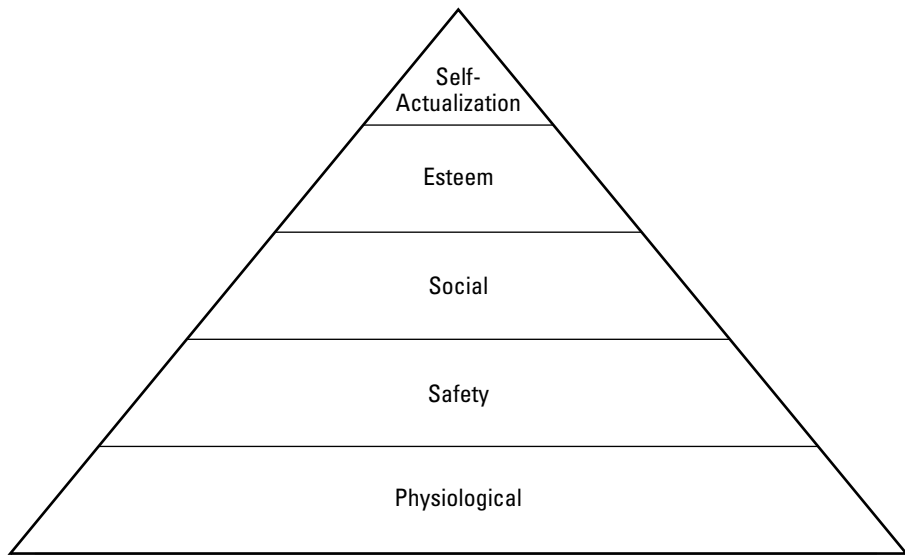 Self-
Actualization
Esteem
Social
Safety
Physiological